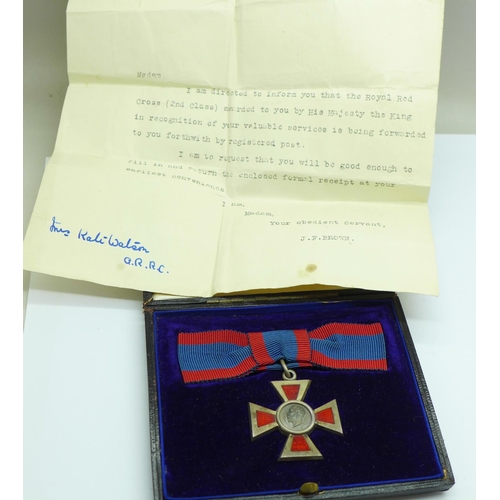 Madam,
I am directed to inform you that the Royal Red
Cross (2nd Class) awarded to you by His Majesty the King
in recognition of your valuable services is being forwarded
to you forthwith by registered post.
I am to request that you will be good enough to
fill in and return the enclosed formal receipt at your
earliest convenience
I am,
Madam,
Your obedient Servant,
Kate Watson
A.R.R.C.